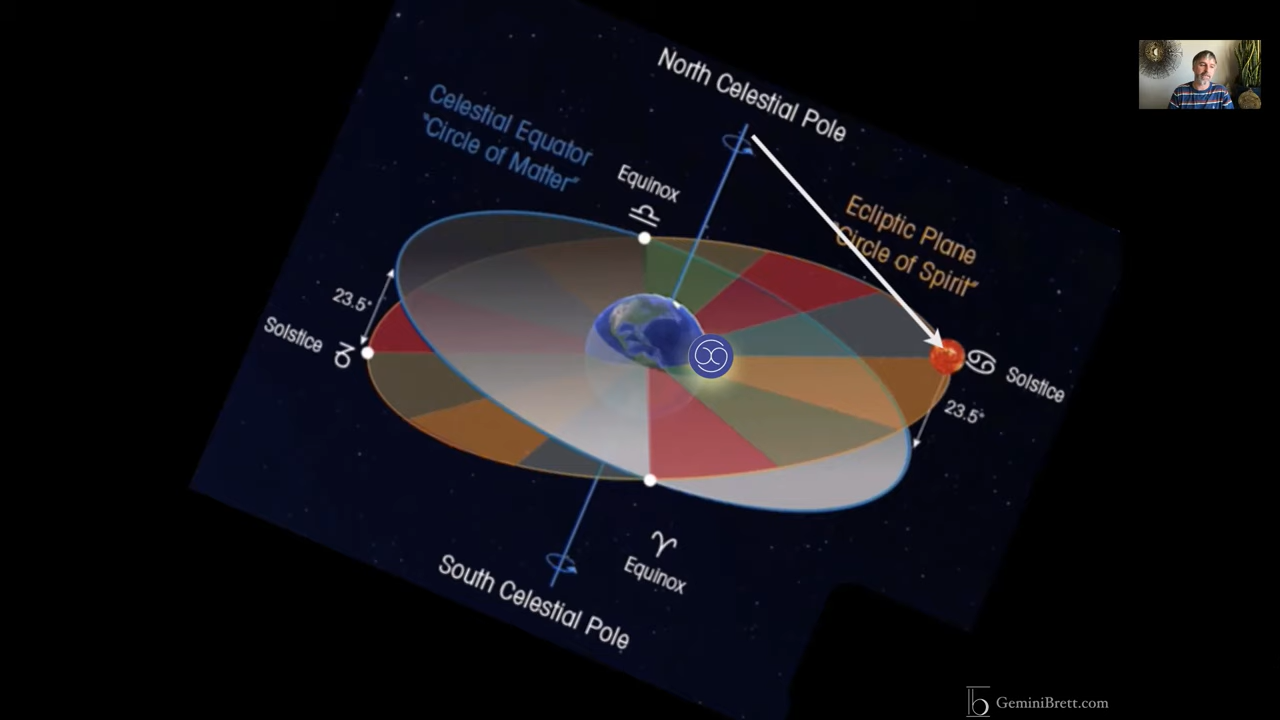 North Celestial Pole
Celestial Equator
"Circle of Matter"
Equinox
♎
Ecliptic Plane
"Circle of Spirit"
23.5°
Solstice ♑
♋
♋ Solstice
23.5°
♈
Equinox
South Celestial Pole
GeminiBrett.com